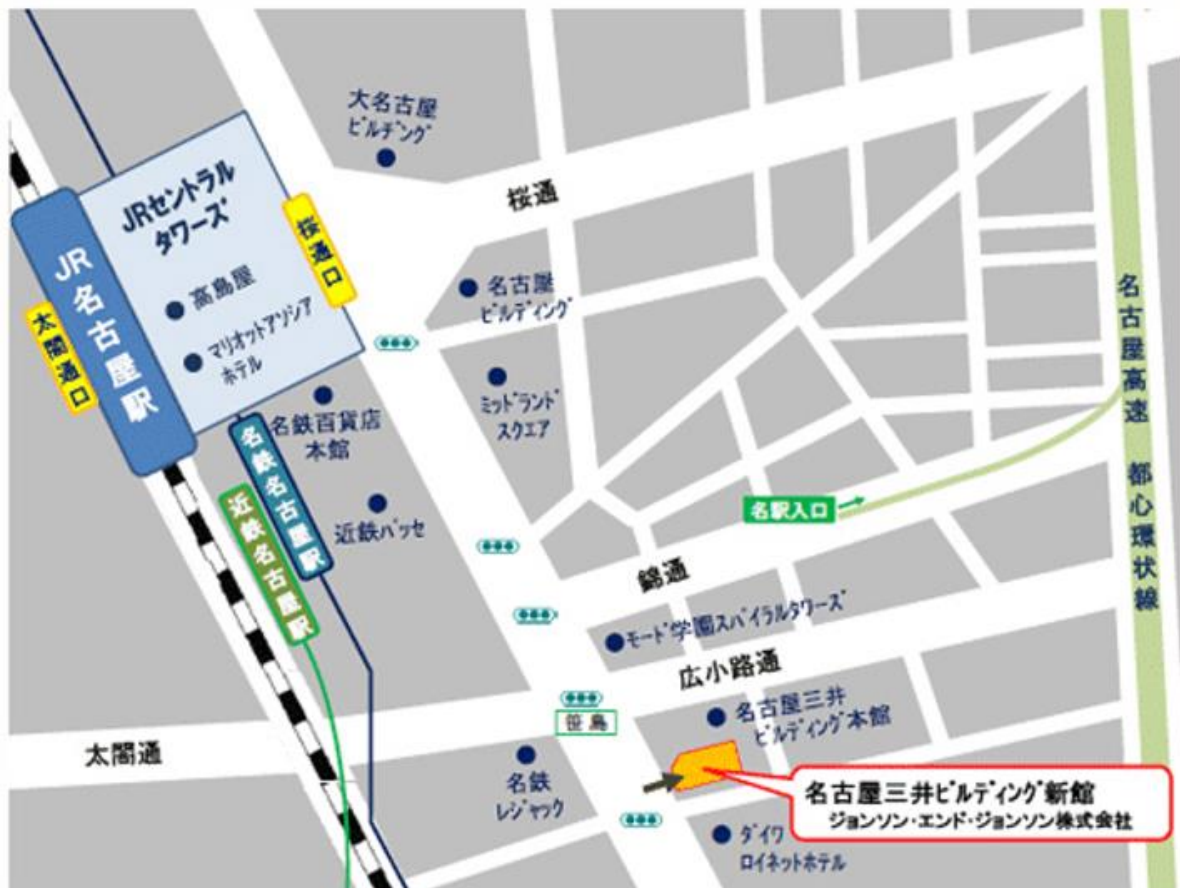 大名古屋
ビルヂング
JRセントラル
タワーズ
桜通
桜通口
JR名古屋駅
高島屋
名古屋
ビルディング
太閤通口
マリオットアソシア
ホテル
名古屋高速 都心環状線
ミッドランド
スクエア
名鉄百貨店
本館
名鉄名古屋駅
近鉄名古屋駅
近鉄パッセ
名駅入口
錦通
モード学園スパイラルタワーズ
広小路通
笹島
名古屋三井
ビルディング本館
太閤通
名鉄
レジャック
名古屋三井ビルディング新館
ジョンソン・エンド・ジョンソン株式会社
ダイワ
ロイネットホテル